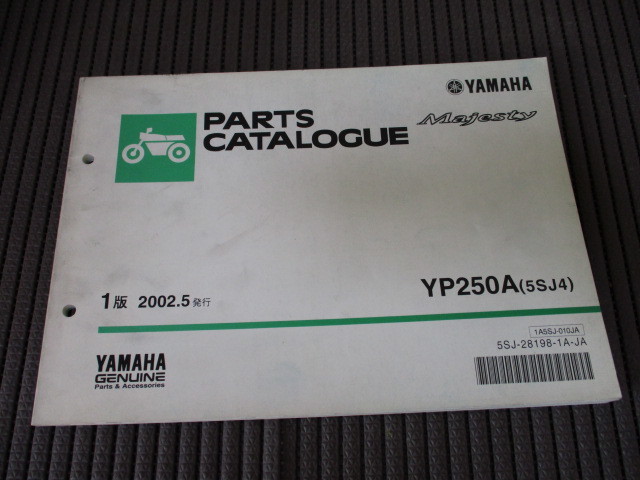 YAMAHA
PARTS
CATALOGUE
Majesty
1版 2002.5 発行
YP250A(5SJ4)
1A5SJ-010JA
5SJ-28198-1A-JA
YAMAHA
GENUINE
Parts & Accessories